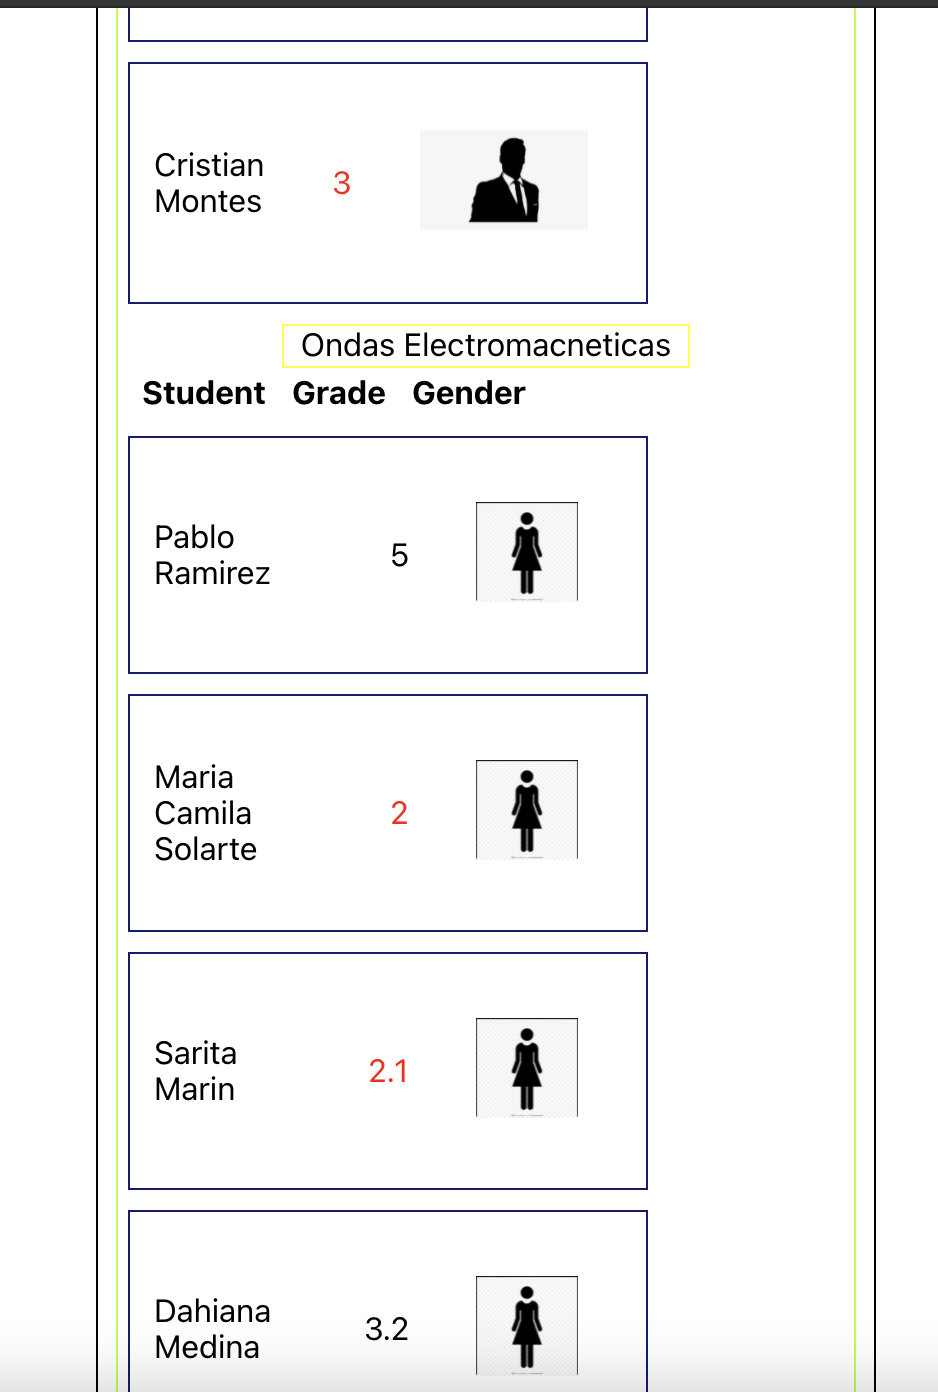 Cristian
Montes
3
Ondas Electromacneticas
Student Grade Gender
Pablo
Ramirez
5
Maria
Camila
Solarte
2
Sarita
Marin
2.1
Dahiana
Medina
3.2